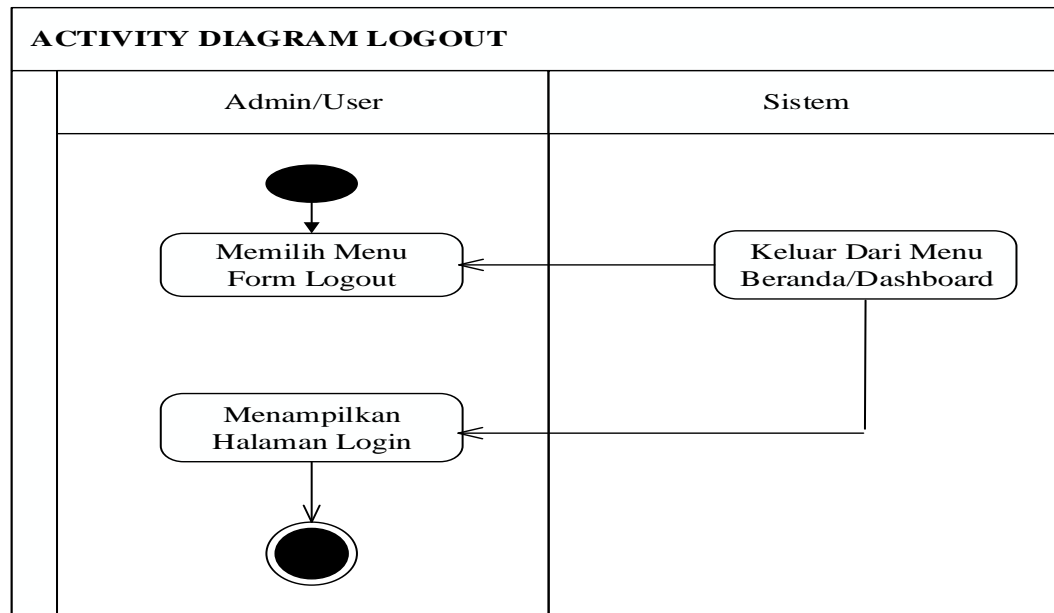 ACTIVITY DIAGRAM LOGOUT
Admin/User
Sistem
Memilih Menu
Form Logout
Keluar Dari Menu
Beranda/Dashboard
Menampilkan
Halaman Login